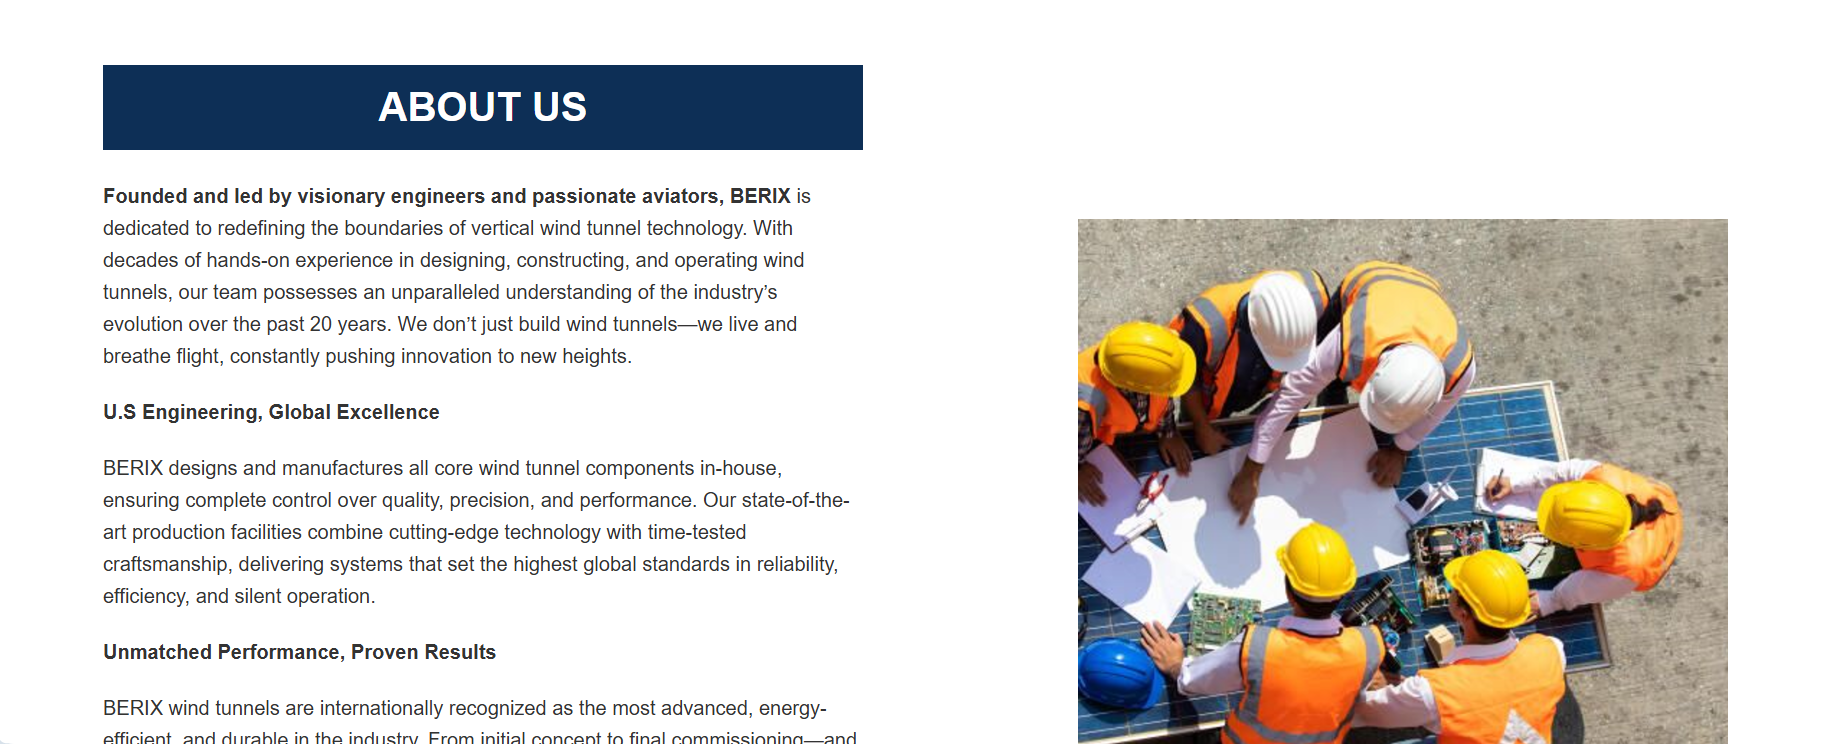 ABOUT US
Founded and led by visionary engineers and passionate aviators, BERIX is
dedicated to redefining the boundaries of vertical wind tunnel technology. With
decades of hands-on experience in designing, constructing, and operating wind
tunnels, our team possesses an unparalleled understanding of the industry’s
evolution over the past 20 years. We don’t just build wind tunnels—we live and
breathe flight, constantly pushing innovation to new heights.
U.S Engineering, Global Excellence
BERIX designs and manufactures all core wind tunnel components in-house,
ensuring complete control over quality, precision, and performance. Our state-of-the-
art production facilities combine cutting-edge technology with time-tested
craftsmanship, delivering systems that set the highest global standards in reliability,
efficiency, and silent operation.
Unmatched Performance, Proven Results
BERIX wind tunnels are internationally recognized as the most advanced, energy-
efficient, and durable in the industry. From initial concept to final commissioning—and